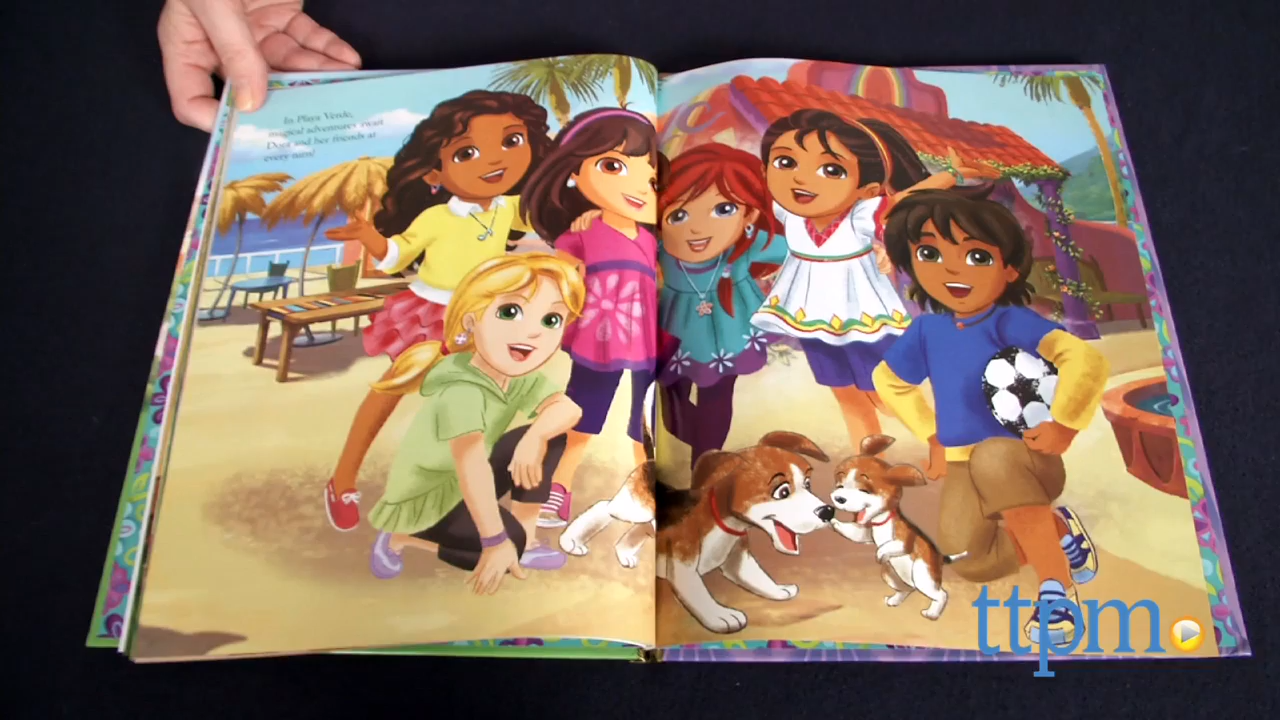 In Playa Verde,
magical adventures await
Dora and her friends at
every turn!
ttpm